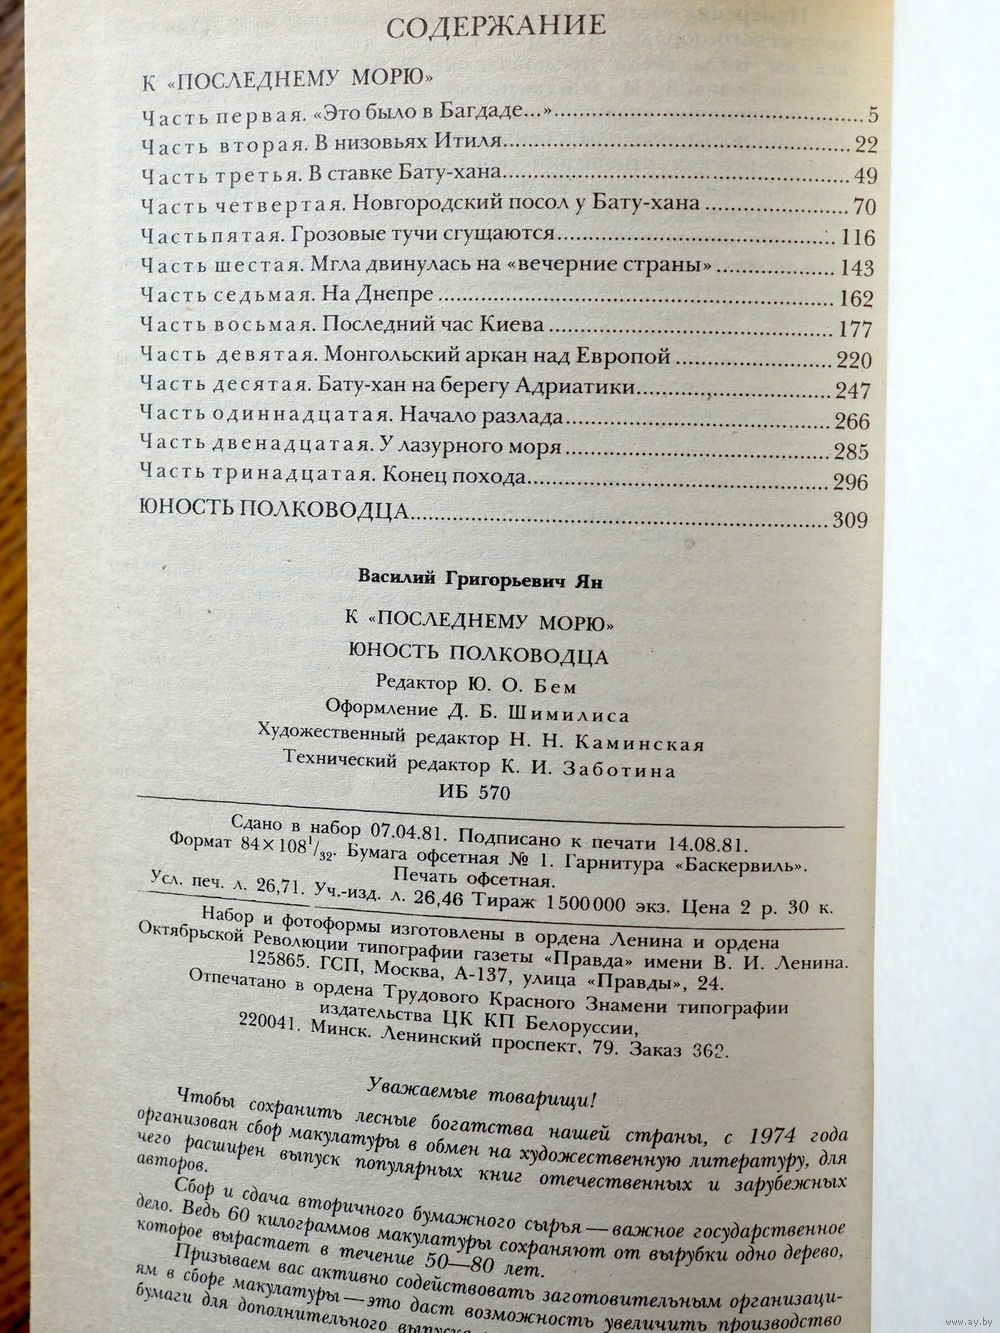 СОДЕРЖАНИЕ
К «ПОСЛЕДНЕМУ МОРЮ»
Часть первая. «Это было в Багдаде...»..........5
Часть вторая. В низовьях Итиля..........22
Часть третья. В ставке Бату-хана..........49
Часть четвертая. Новгородский посол у Бату-хана..........70
Часть пятая. Грозовые тучи сгущаются..........116
Часть шестая. Мгла двинулась на «вечерние страны»..........143
Часть седьмая. На Днепре..........162
Часть восьмая. Последний час Киева..........177
Часть девятая. Монгольский аркан над Европой..........220
Часть десятая. Бату-хан на берегу Адриатики..........247
Часть одиннадцатая. Начало разлада..........266
Часть двенадцатая. У лазурного моря..........285
Часть тринадцатая. Конец похода..........296
ЮНОСТЬ ПОЛКОВОДЦА..........309
Василий Григорьевич Ян
К «ПОСЛЕДНЕМУ МОРЮ»
ЮНОСТЬ ПОЛКОВОДЦА
Редактор Ю. О. Бем
Оформление Д. Б. Шимилиса
Художественный редактор Н. Н. Каминская
Технический редактор К. И. Заботина
ИБ 570
Сдано в набор 07.04.81. Подписано к печати 14.08.81.
Формат 84×108 1/32. Бумага офсетная № 1. Гарнитура «Баскервиль».
Печать офсетная.
Усл. печ. л. 26,71. Уч.-изд. л. 26,46 Тираж 1500000 экз. Цена 2 р. 30 к.
Набор и фотоформы изготовлены в ордена Ленина и ордена
Октябрьской Революции типографии газеты «Правда» имени В. И. Ленина.
125865. ГСП, Москва, А-137, улица «Правды», 24.
Отпечатано в ордена Трудового Красного Знамени типографии
издательства ЦК КП Белоруссии,
220041. Минск. Ленинский проспект, 79. Заказ 362.
Уважаемые товарищи!
Чтобы сохранить лесные богатства нашей страны, с 1974 года
организован сбор макулатуры в обмен на художественную литературу, для
чего расширен выпуск популярных книг отечественных и зарубежных
авторов.
Сбор и сдача вторичного бумажного сырья — важное государственное
дело. Ведь 60 килограммов макулатуры сохраняют от вырубки одно дерево,
которое вырастает в течение 50—80 лет.
Призываем вас активно содействовать заготовительным организаци-
ям в сборе макулатуры — это даст возможность увеличить производство
бумаги для дополнительного выпуска
www.ay.by